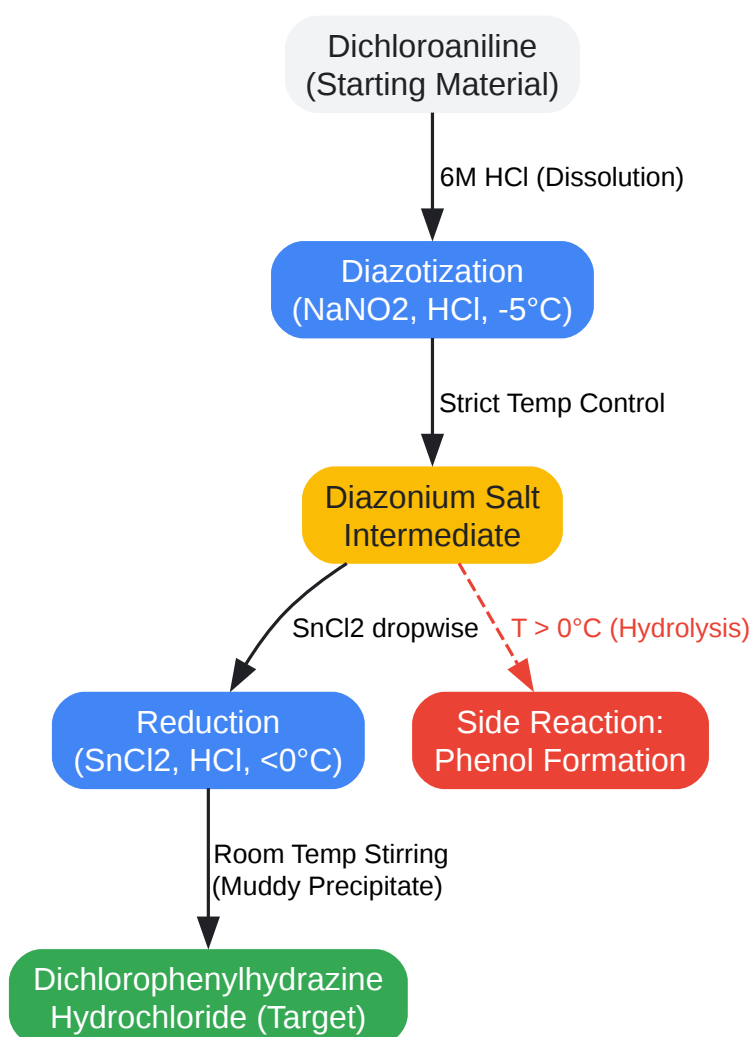 Dichloroaniline
(Starting Material)
6M HCl (Dissolution)
Diazotization
(NaNO2, HCl, -5°C)
Strict Temp Control
Diazonium Salt
Intermediate
SnCl2 dropwise
T > 0°C (Hydrolysis)
Reduction
(SnCl2, HCl, <0°C)
Side Reaction:
Phenol Formation
Room Temp Stirring
(Muddy Precipitate)
Dichlorophenylhydrazine
Hydrochloride (Target)